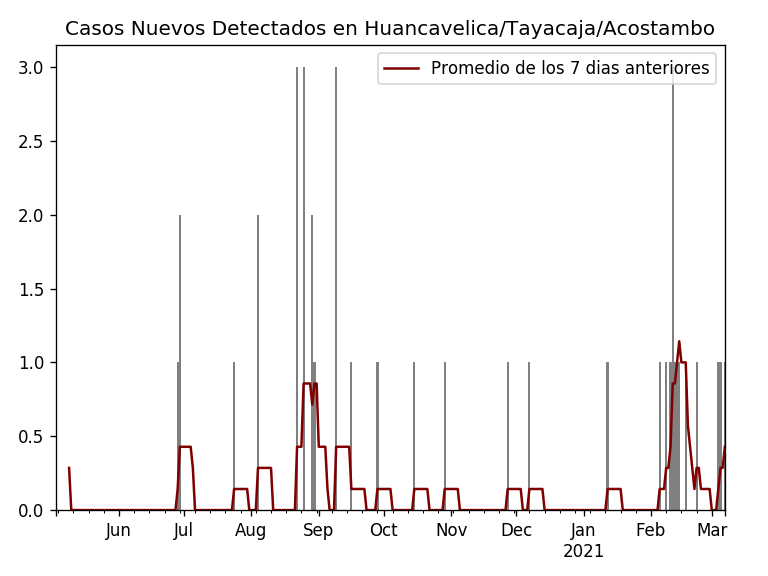 Casos Nuevos Detectados en Huancavelica/Tayacaja/Acostambo
Promedio de los 7 dias anteriores
3.0
2.5
2.0
1.5
1.0
0.5
0.0
Jun Jul Aug Sep Oct Nov Dec Jan Feb Mar
2021